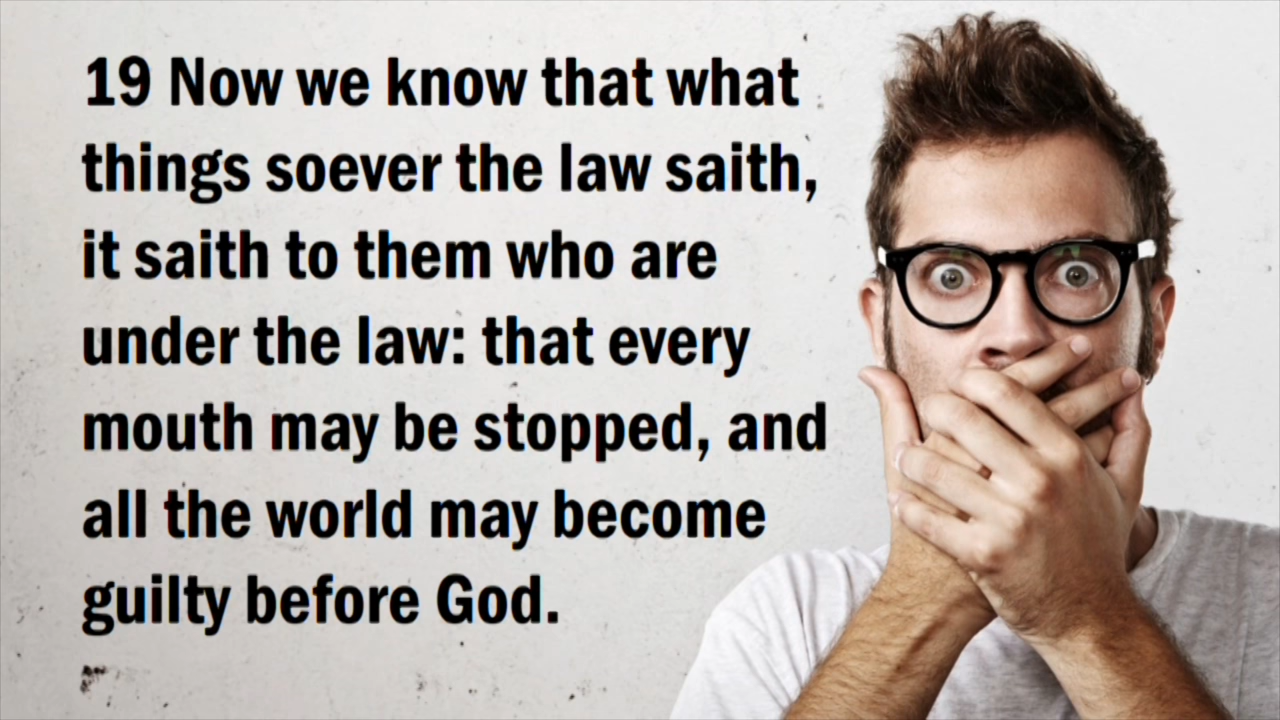 19 Now we know that what
things soever the law saith,
it saith to them who are
under the law: that every
mouth may be stopped, and
all the world may become
guilty before God.